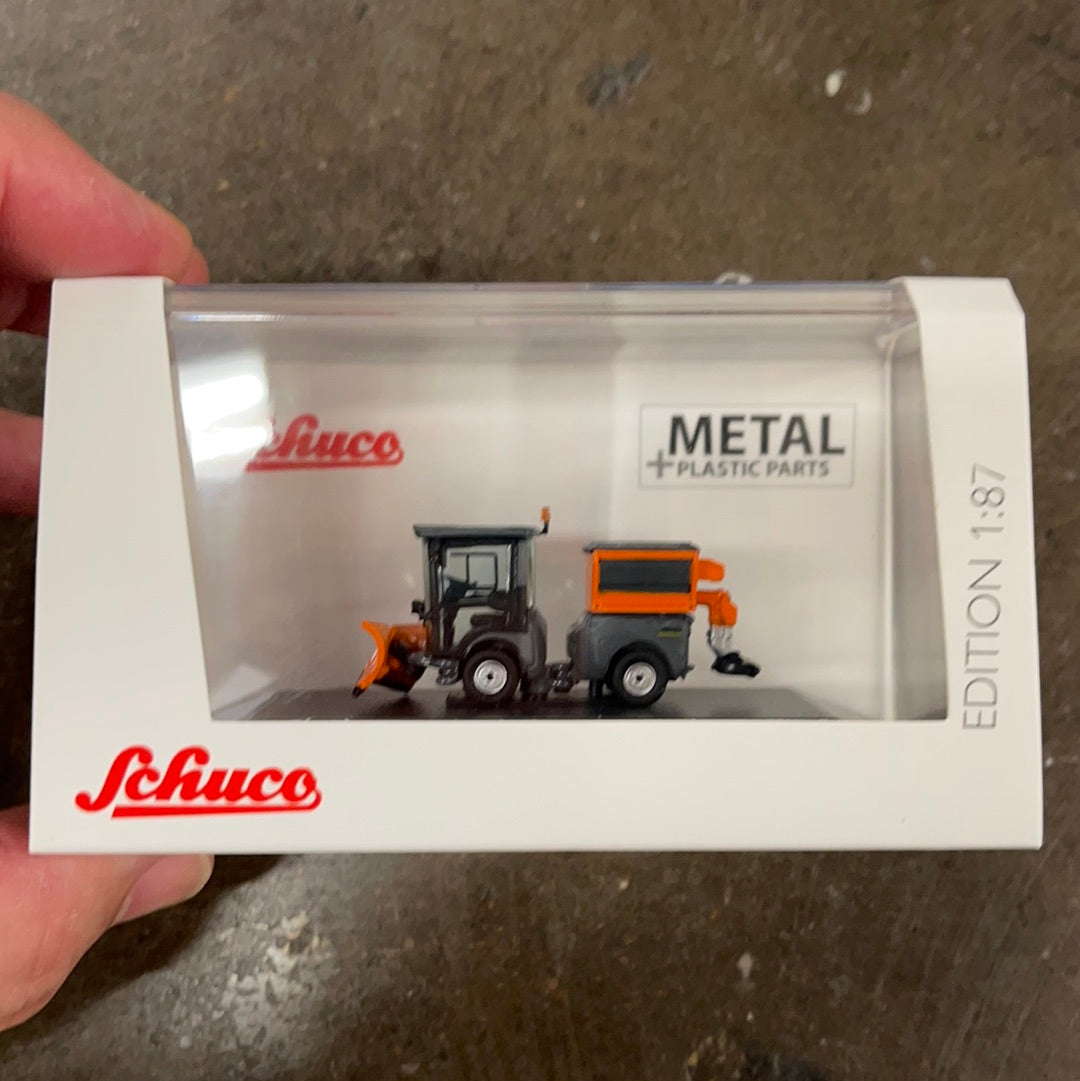 Schuco
METAL
+PLASTIC PARTS
EDITION 1:87
Schuco